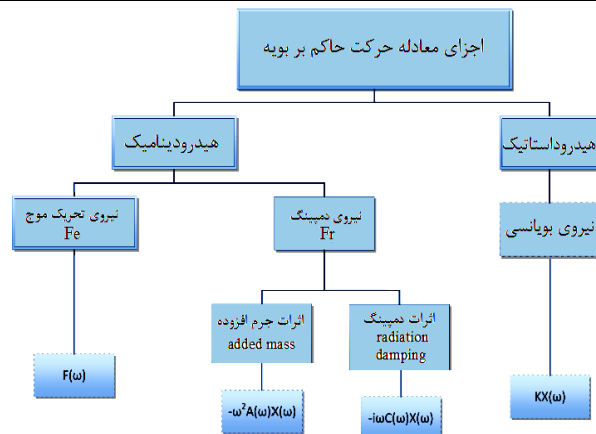 اجزای معادله حرکت حاکم بر بویه
هیدرودینامیک
هیدروداستاتیک
نیروی تحریک موج
Fe
نیروی دمپینگ
Fr
نیروی بویانسی
اثرات جرم افزوده
added mass
اثرات دمپینگ
radiation
damping
F(ω)
-ω²A(ω)X(ω)
-iωC(ω)X(ω)
KX(ω)